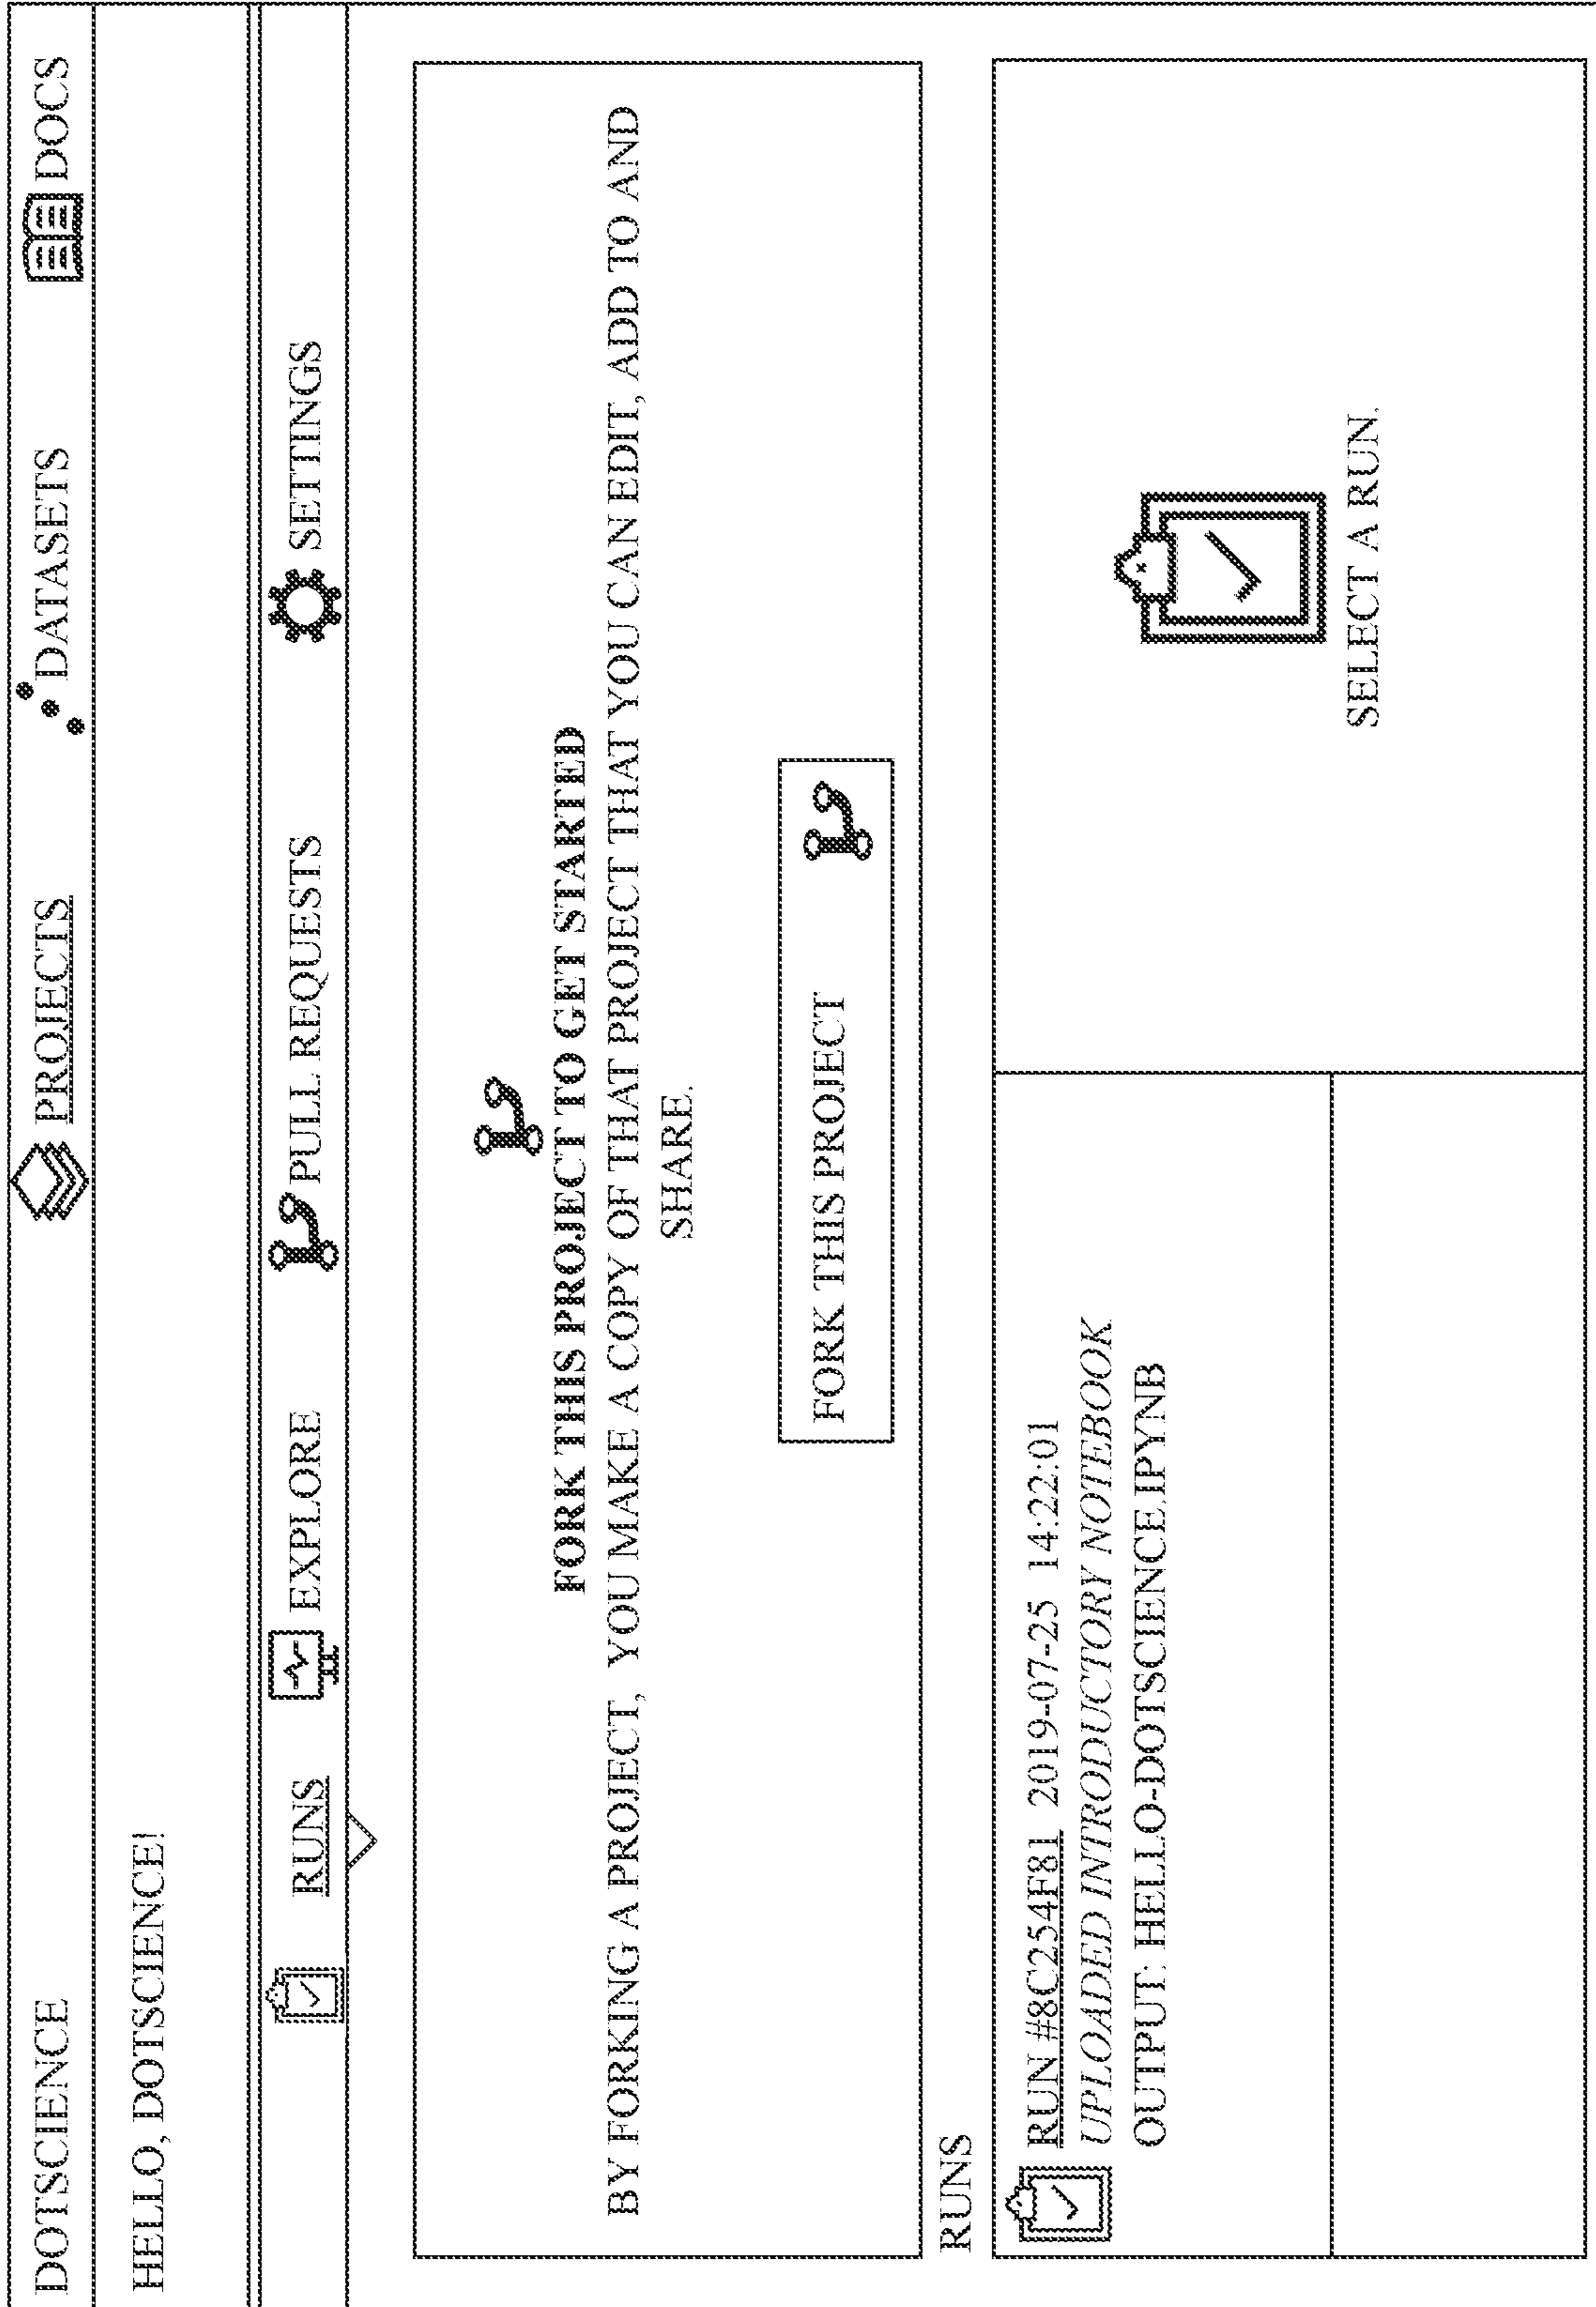 DOTSCIENCE PROJECTS DATASETS DOCS
HELLO, DOTSCIENCE!
RUNS EXPLORE PULL REQUESTS SETTINGS
FORK THIS PROJECT TO GET STARTED
BY FORKING A PROJECT, YOU MAKE A COPY OF THAT PROJECT THAT YOU CAN EDIT, ADD TO AND
SHARE.
FORK THIS PROJECT
RUNS
RUN #8C254F81 2019-07-25 14:22:01
UPLOADED INTRODUCTORY NOTEBOOK
OUTPUT: HELLO-DOTSCIENCE.IPYNB
SELECT A RUN.